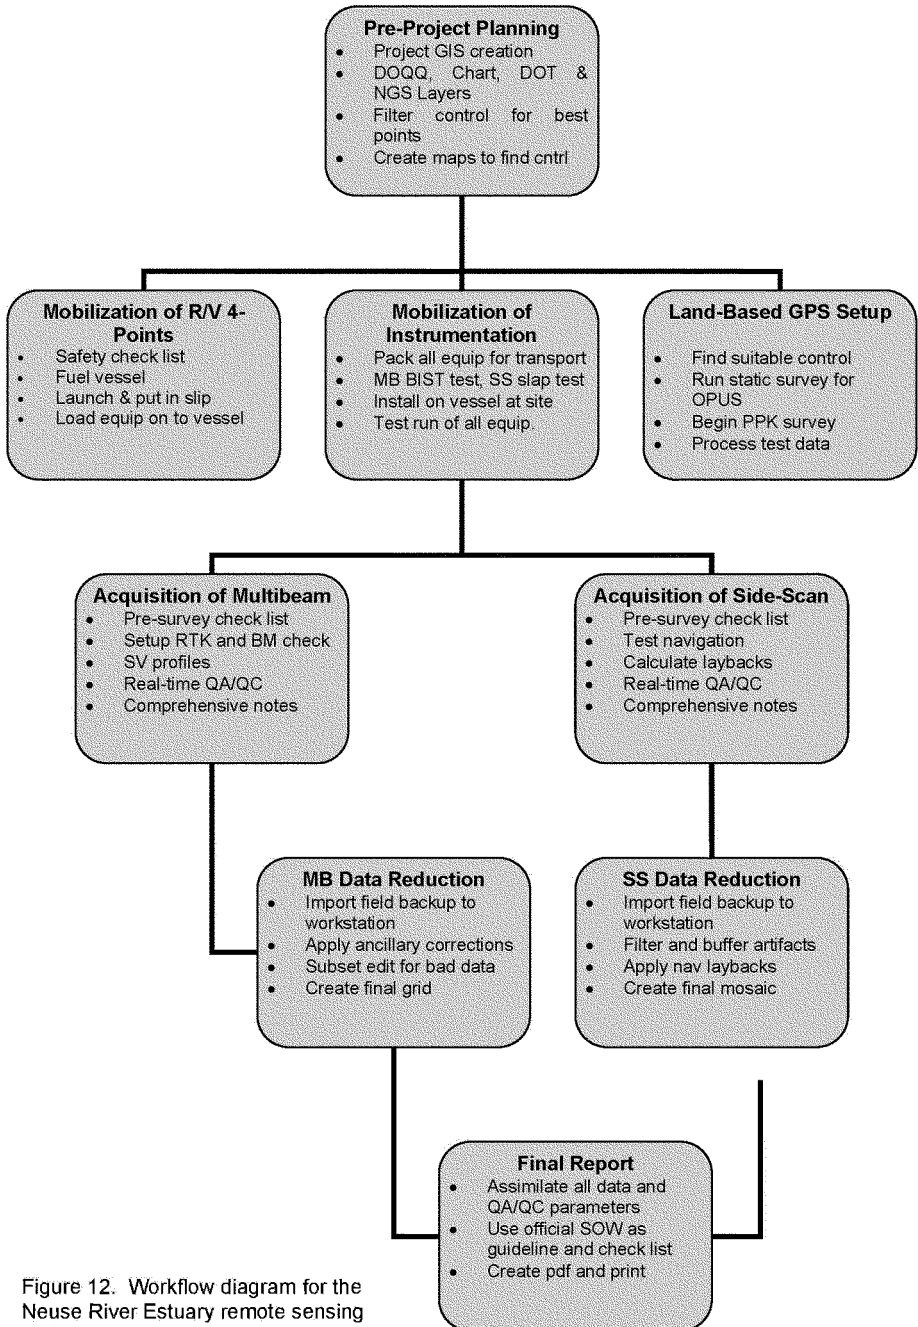 Pre-Project Planning
• Project GIS creation
• DOQQ, Chart, DOT &
NGS Layers
• Filter control for best
points
• Create maps to find cntrl
Mobilization of R/V 4-
Points
• Safety check list
• Fuel vessel
• Launch & put in slip
• Load equip on to vessel
Mobilization of
Instrumentation
• Pack all equip for transport
• MB BIST test, SS slap test
• Install on vessel at site
• Test run of all equip.
Land-Based GPS Setup
• Find suitable control
• Run static survey for
OPUS
• Begin PPK survey
• Process test data
Acquisition of Multibeam
• Pre-survey check list
• Setup RTK and BM check
• SV profiles
• Real-time QA/QC
• Comprehensive notes
Acquisition of Side-Scan
• Pre-survey check list
• Test navigation
• Calculate laybacks
• Real-time QA/QC
• Comprehensive notes
MB Data Reduction
• Import field backup to
workstation
• Apply ancillary corrections
• Subset edit for bad data
• Create final grid
SS Data Reduction
• Import field backup to
workstation
• Filter and buffer artifacts
• Apply nav laybacks
• Create final mosaic
Final Report
• Assimilate all data and
QA/QC parameters
• Use official SOW as
guideline and check list
• Create pdf and print
Figure 12. Workflow diagram for the
Neuse River Estuary remote sensing